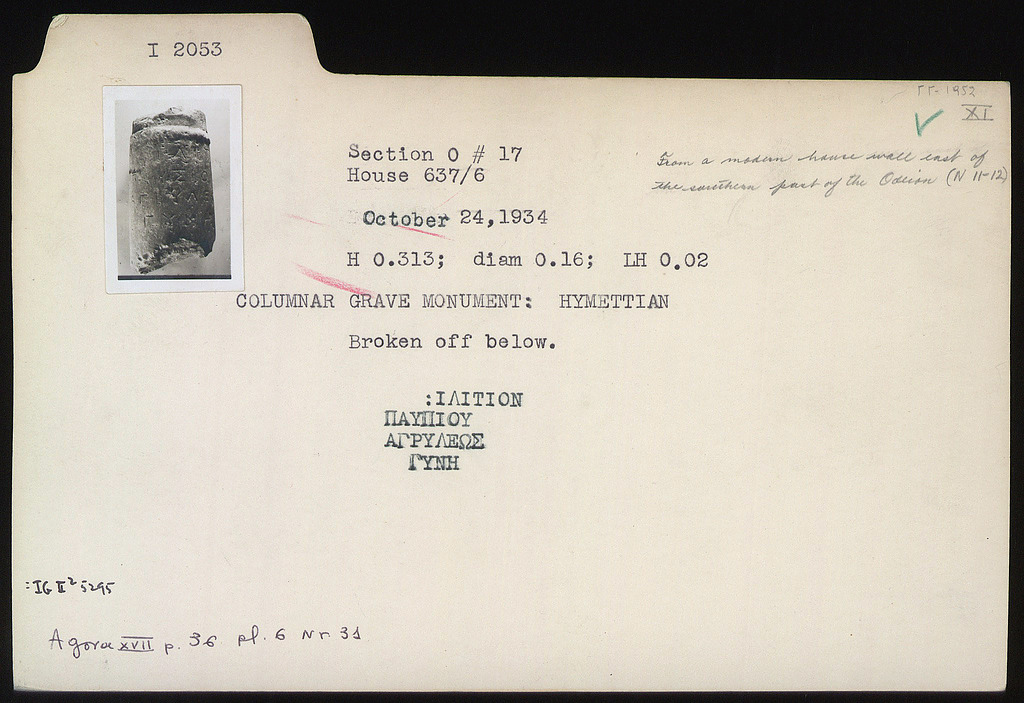 I 2053
ΓΓ-1952
XI
Section O # 17
House 637/6
From a modern house wall east of
the southern part of the Odeion (N 11-12)
October 24,1934
H 0.313; diam 0.16; LH 0.02
COLUMNAR GRAVE MONUMENT: HYMETTIAN
Broken off below.
:ΙΛΙΤΙΟΝ
ΠΑΥΠΙΟΥ
ΑΓΡΥΛΕΩΣ
ΓΥΝΗ
:IG II² 5295
Agora XVII p. 36 pl. 6 Nr 31